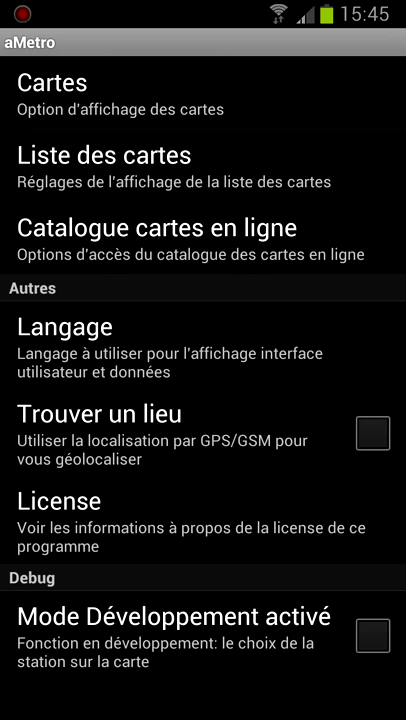 15:45
aMetro
Cartes
Option d'affichage des cartes
Liste des cartes
Réglages de l'affichage de la liste des cartes
Catalogue cartes en ligne
Options d'accès du catalogue des cartes en ligne
Autres
Langage
Langage à utiliser pour l'affichage interface
utilisateur et données
Trouver un lieu
Utiliser la localisation par GPS/GSM pour
vous géolocaliser
License
Voir les informations à propos de la license de ce
programme
Debug
Mode Développement activé
Fonction en développement: le choix de la
station sur la carte